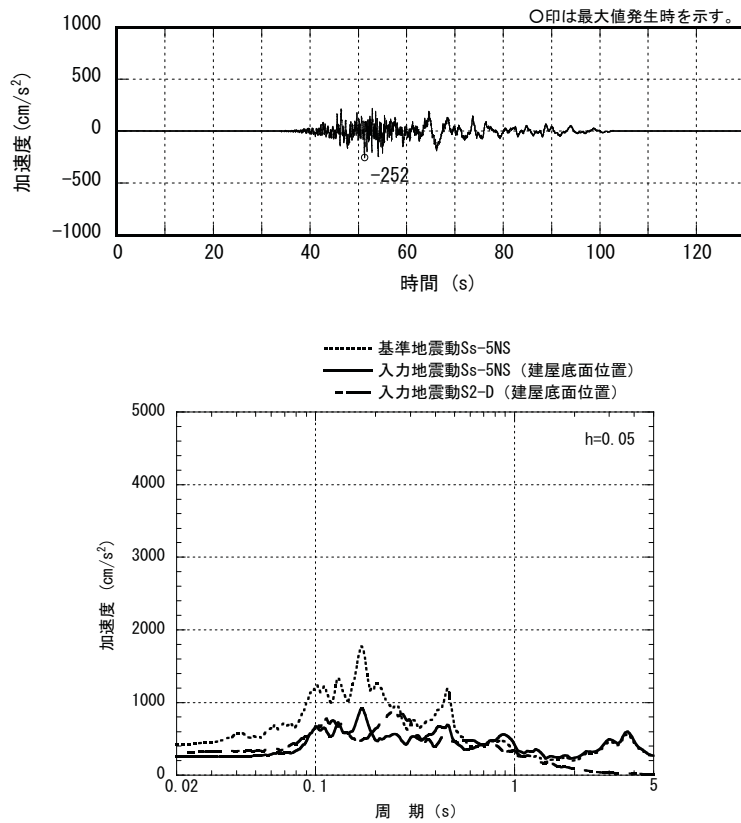 ○印は最大値発生時を示す。
加速度 (cm/s²)
1000
500
0
-500
-1000
-252
0 20 40 60 80 100 120
時間 (s)
基準地震動Ss-5NS
入力地震動Ss-5NS (建屋底面位置)
入力地震動S2-D (建屋底面位置)
加速度 (cm/s²)
5000
4000
3000
2000
1000
0
h=0.05
0.02 0.1 1 5
周 期 (s)